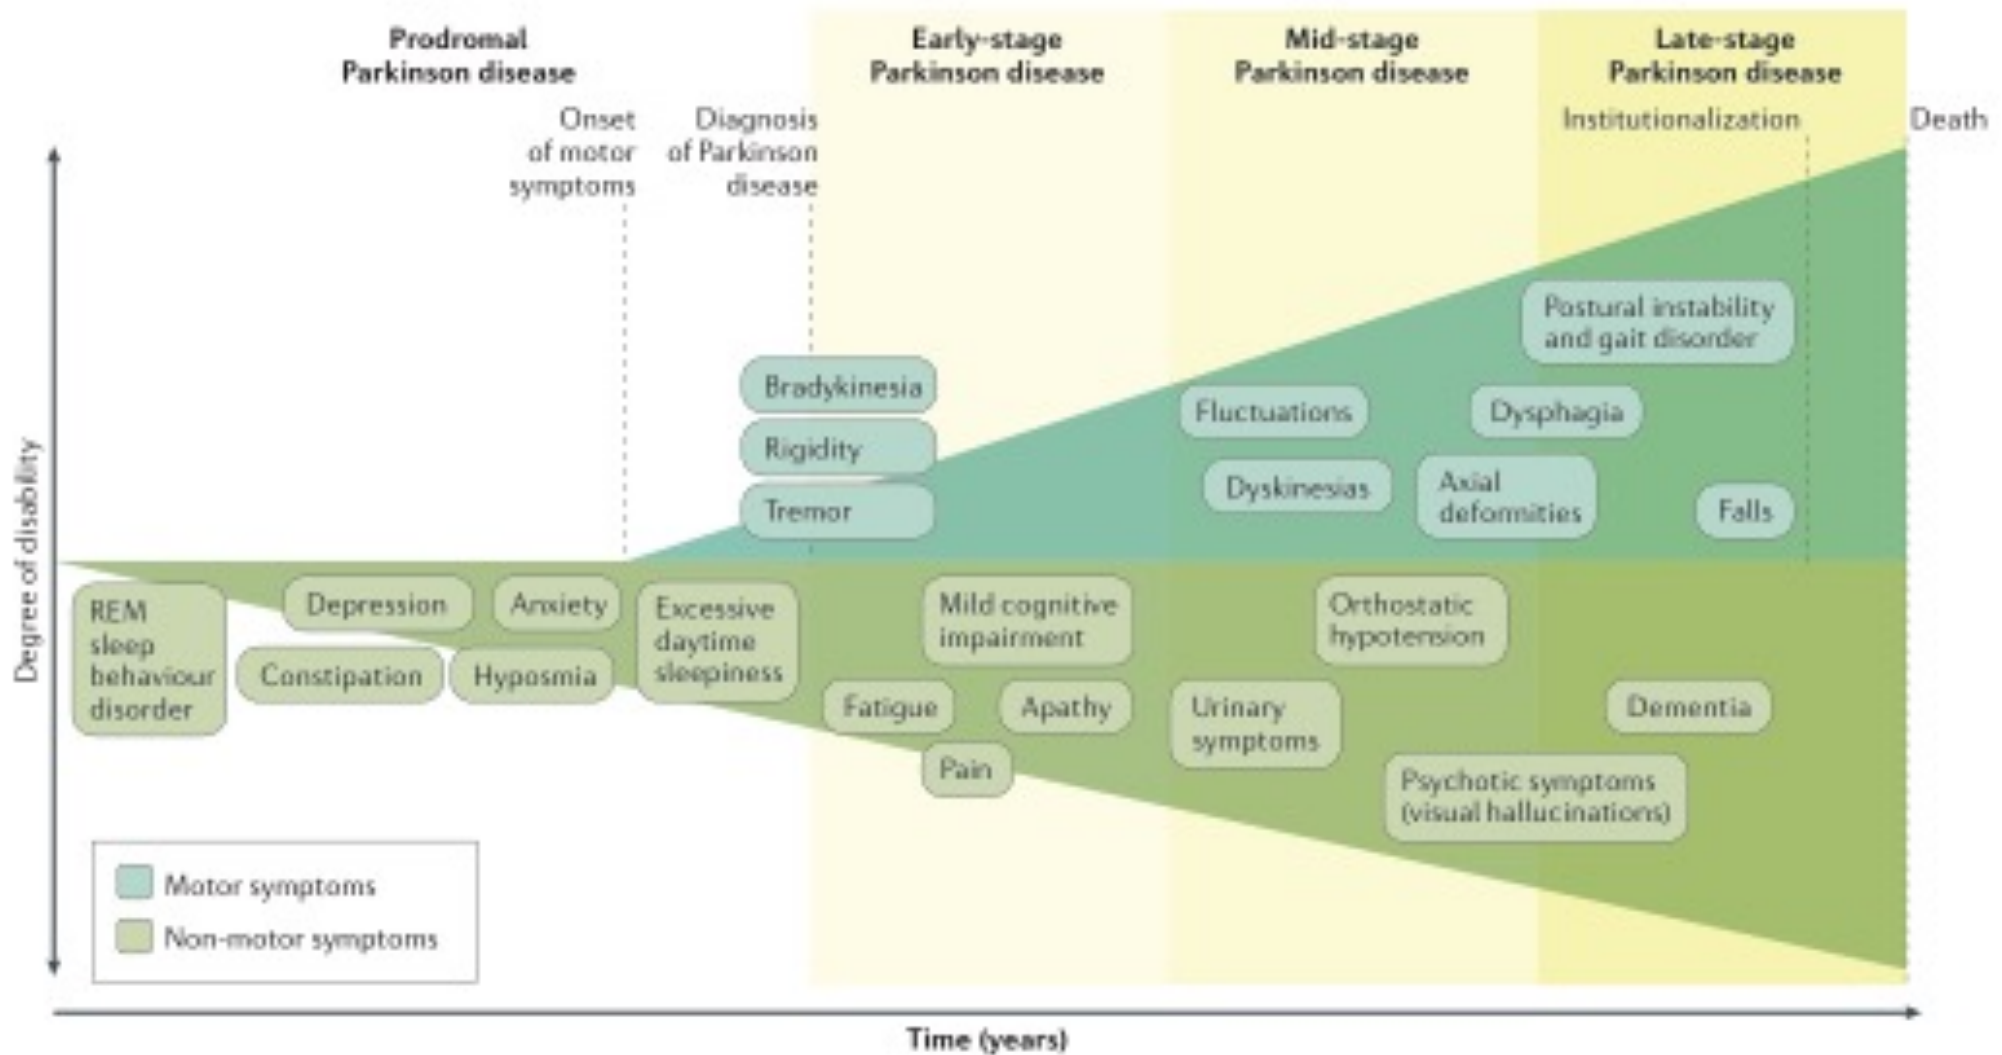 Prodromal
Parkinson disease
Early-stage
Parkinson disease
Mid-stage
Parkinson disease
Late-stage
Parkinson disease
Onset
of motor
symptoms
Diagnosis
of Parkinson
disease
Institutionalization
Death
Degree of disability
Bradykinesia
Rigidity
Tremor
Fluctuations
Dyskinesias
Postural instability
and gait disorder
Dysphagia
Axial
deformities
Falls
REM
sleep
behaviour
disorder
Depression
Constipation
Anxiety
Hyposmia
Excessive
daytime
sleepiness
Mild cognitive
impairment
Fatigue
Apathy
Pain
Orthostatic
hypotension
Urinary
symptoms
Psychotic symptoms
(visual hallucinations)
Dementia
Motor symptoms
Non-motor symptoms
Time (years)